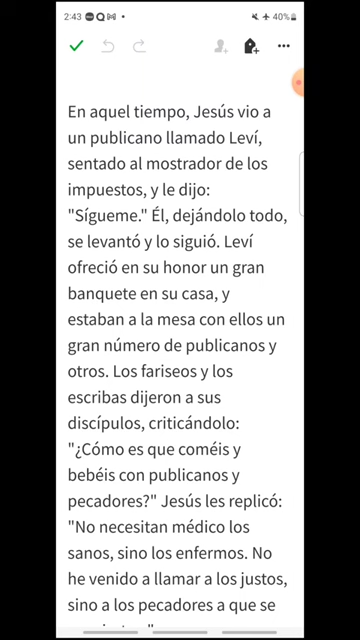 2:43
40%
En aquel tiempo, Jesús vio a
un publicano llamado Leví,
sentado al mostrador de los
impuestos, y le dijo:
"Sígueme." Él, dejándolo todo,
se levantó y lo siguió. Leví
ofreció en su honor un gran
banquete en su casa, y
estaban a la mesa con ellos un
gran número de publicanos y
otros. Los fariseos y los
escribas dijeron a sus
discípulos, criticándolo:
"¿Cómo es que coméis y
bebéis con publicanos y
pecadores?" Jesús les replicó:
"No necesitan médico los
sanos, sino los enfermos. No
he venido a llamar a los justos,
sino a los pecadores a que se